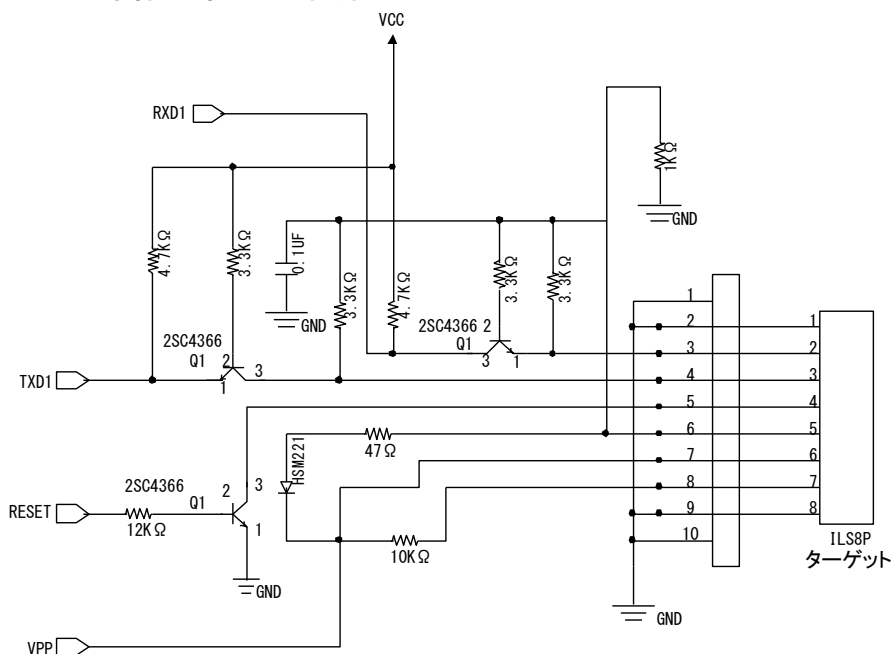 VCC
RXD1
1KΩ
GND
4.7KΩ
3.3KΩ
0.1UF
GND
3.3KΩ
4.7KΩ
3.3KΩ
3.3KΩ
2SC4366 2
Q1
3
1
2SC4366
Q1
2
3
1
TXD1
1
2
3
4
5
6
7
8
9
10
1
2
3
4
5
6
7
8
ILS8P
ターゲット
47Ω
HSM221
2SC4366
Q1
2
3
1
RESET
12KΩ
GND
10KΩ
GND
VPP